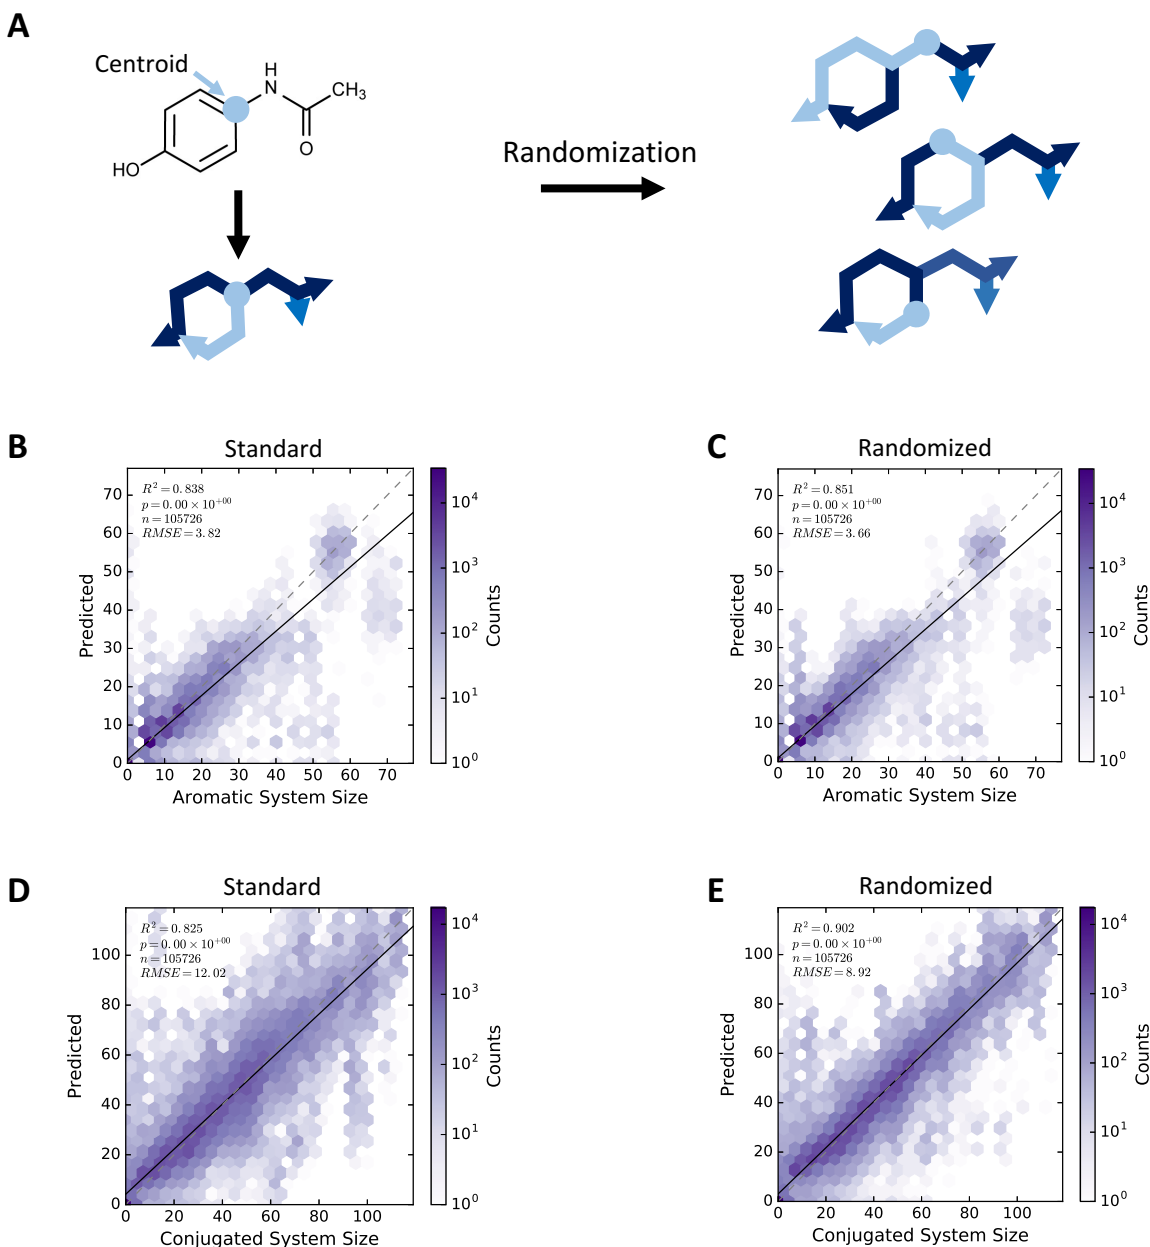 A
Centroid
H
N
CH₃
O
HO
Randomization
B
Standard
R² = 0.838
p = 0.00 × 10⁺⁰⁰
n = 105726
RMSE = 3.82
70
60
50
40
30
20
10
0
0 10 20 30 40 50 60 70
Predicted
Aromatic System Size
10⁴
10³
10²
10¹
10⁰
Counts
C
Randomized
R² = 0.851
p = 0.00 × 10⁺⁰⁰
n = 105726
RMSE = 3.66
70
60
50
40
30
20
10
0
0 10 20 30 40 50 60 70
Predicted
Aromatic System Size
10⁴
10³
10²
10¹
10⁰
Counts
D
Standard
R² = 0.825
p = 0.00 × 10⁺⁰⁰
n = 105726
RMSE = 12.02
100
80
60
40
20
0
0 20 40 60 80 100
Predicted
Conjugated System Size
10⁴
10³
10²
10¹
10⁰
Counts
E
Randomized
R² = 0.902
p = 0.00 × 10⁺⁰⁰
n = 105726
RMSE = 8.92
100
80
60
40
20
0
0 20 40 60 80 100
Predicted
Conjugated System Size
10⁴
10³
10²
10¹
10⁰
Counts